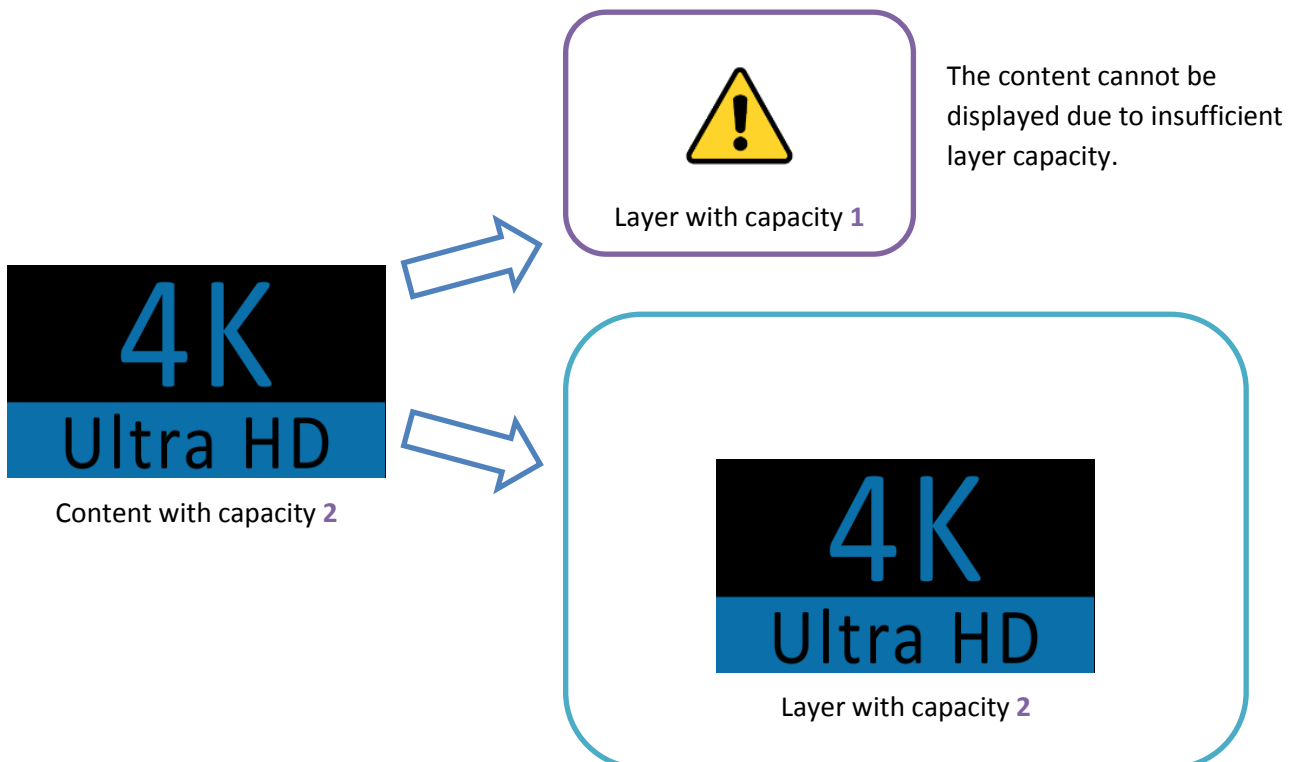 The content cannot be
displayed due to insufficient
layer capacity.
Layer with capacity 1
4K
Ultra HD
Content with capacity 2
4K
Ultra HD
Layer with capacity 2